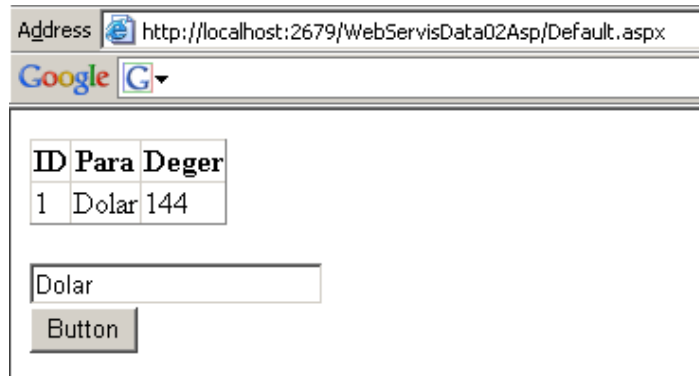 Address http://localhost:2679/WebServisData02Asp/Default.aspx
Google G
ID Para Deger
1 Dolar 144
Dolar
Button